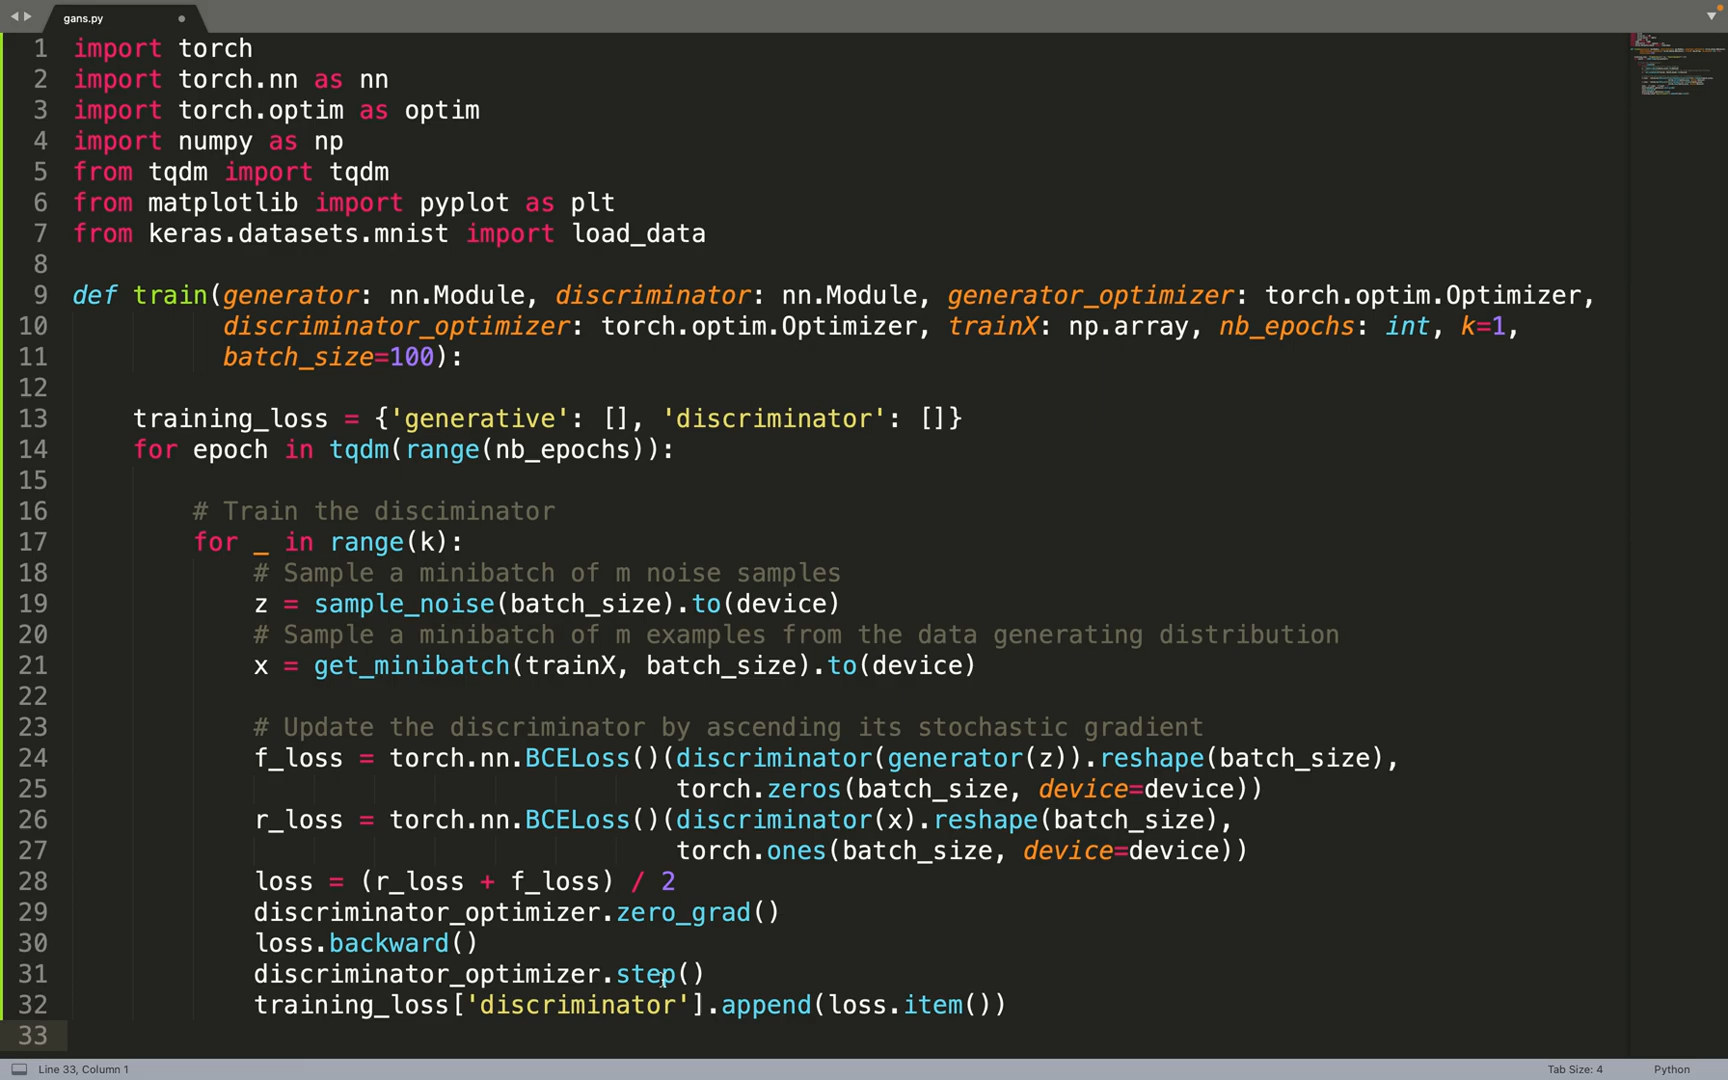 gans.py
1 import torch
2 import torch.nn as nn
3 import torch.optim as optim
4 import numpy as np
5 from tqdm import tqdm
6 from matplotlib import pyplot as plt
7 from keras.datasets.mnist import load_data
8
9 def train(generator: nn.Module, discriminator: nn.Module, generator_optimizer: torch.optim.Optimizer,
10           discriminator_optimizer: torch.optim.Optimizer, trainX: np.array, nb_epochs: int, k=1,
11           batch_size=100):
12
13     training_loss = {'generative': [], 'discriminator': []}
14     for epoch in tqdm(range(nb_epochs)):
15
16         # Train the disciminator
17         for _ in range(k):
18             # Sample a minibatch of m noise samples
19             z = sample_noise(batch_size).to(device)
20             # Sample a minibatch of m examples from the data generating distribution
21             x = get_minibatch(trainX, batch_size).to(device)
22
23             # Update the discriminator by ascending its stochastic gradient
24             f_loss = torch.nn.BCELoss()(discriminator(generator(z)).reshape(batch_size),
25                                         torch.zeros(batch_size, device=device))
26             r_loss = torch.nn.BCELoss()(discriminator(x).reshape(batch_size),
27                                         torch.ones(batch_size, device=device))
28             loss = (r_loss + f_loss) / 2
29             discriminator_optimizer.zero_grad()
30             loss.backward()
31             discriminator_optimizer.step()
32             training_loss['discriminator'].append(loss.item())
33
Line 33, Column 1
Tab Size: 4
Python